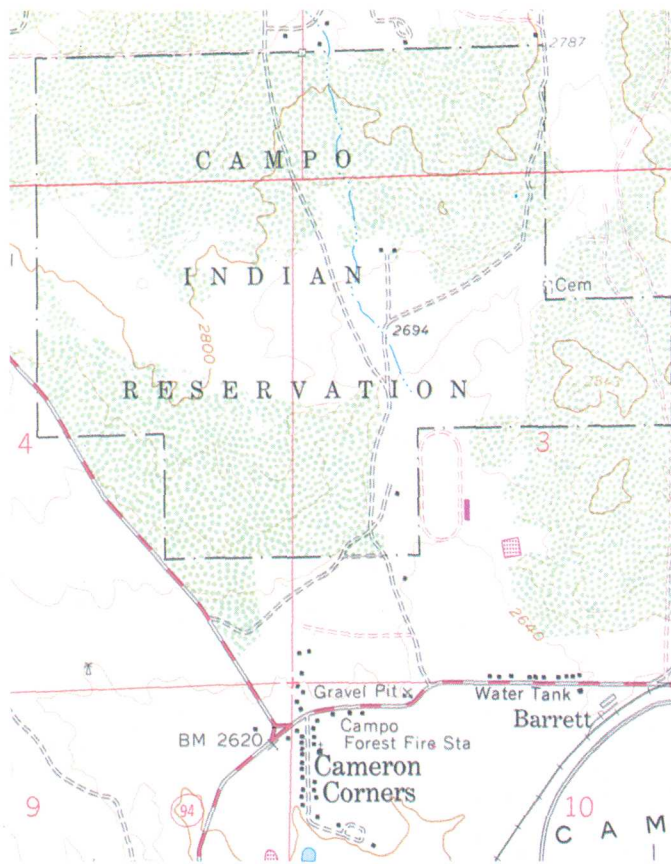 2787
CAMPO
INDIAN
Cem
2694
2800
RESERVATION
2843
4
3
2640
Gravel Pit
Water Tank
Barrett
BM 2620
Campo
Forest Fire Sta
Cameron
Corners
94
9
10
CAM